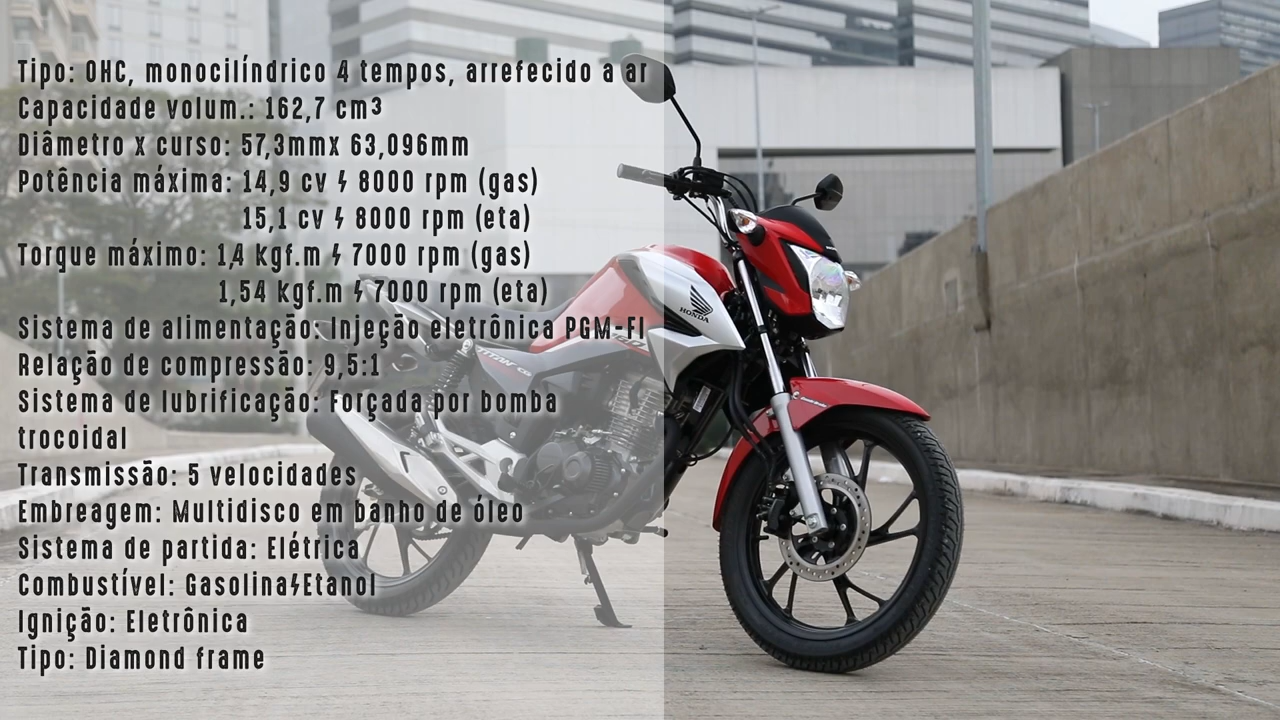 Tipo: OHC, monocilíndrico 4 tempos, arrefecido a ar
Capacidade volum.: 162,7 cm³
Diâmetro x curso: 57,3mmx 63,096mm
Potência máxima: 14,9 cv / 8000 rpm (gas)
15,1 cv / 8000 rpm (eta)
Torque máximo: 1,4 kgf.m / 7000 rpm (gas)
1,54 kgf.m / 7000 rpm (eta)
Sistema de alimentação: Injeção eletrônica PGM-FI
Relação de compressão: 9,5:1
Sistema de lubrificação: Forçada por bomba
trocoidal
Transmissão: 5 velocidades
Embreagem: Multidisco em banho de óleo
Sistema de partida: Elétrica
Combustível: Gasolina/Etanol
Ignição: Eletrônica
Tipo: Diamond frame
HONDA
160
TITAN CG